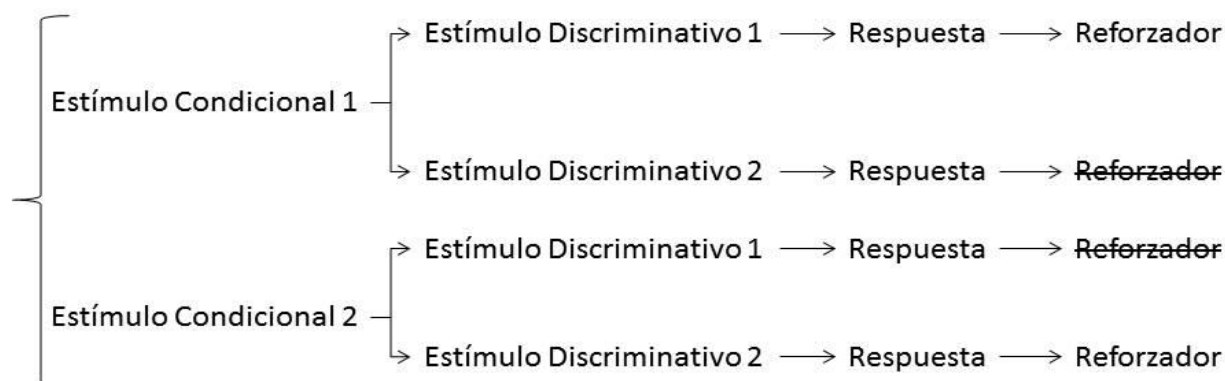 Estímulo Discriminativo 1 → Respuesta → Reforzador
Estímulo Condicional 1
Estímulo Discriminativo 2 → Respuesta → Reforzador
Estímulo Discriminativo 1 → Respuesta → Reforzador
Estímulo Condicional 2
Estímulo Discriminativo 2 → Respuesta → Reforzador